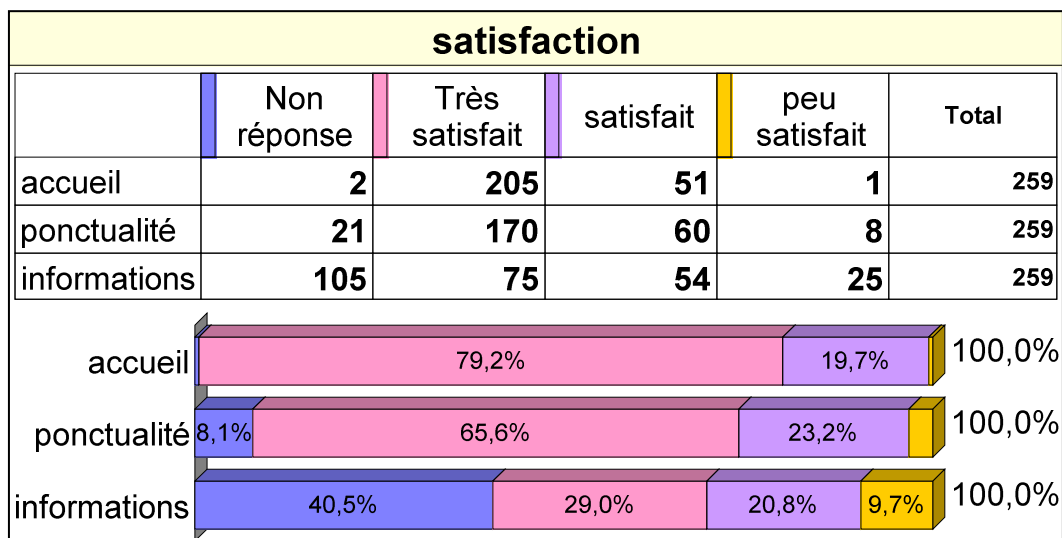 satisfaction
Non réponse Très satisfait satisfait peu satisfait Total
accueil 2 205 51 1 259
ponctualité 21 170 60 8 259
informations 105 75 54 25 259
accueil 79,2% 19,7% 100,0%
ponctualité 8,1% 65,6% 23,2% 100,0%
informations 40,5% 29,0% 20,8% 9,7% 100,0%